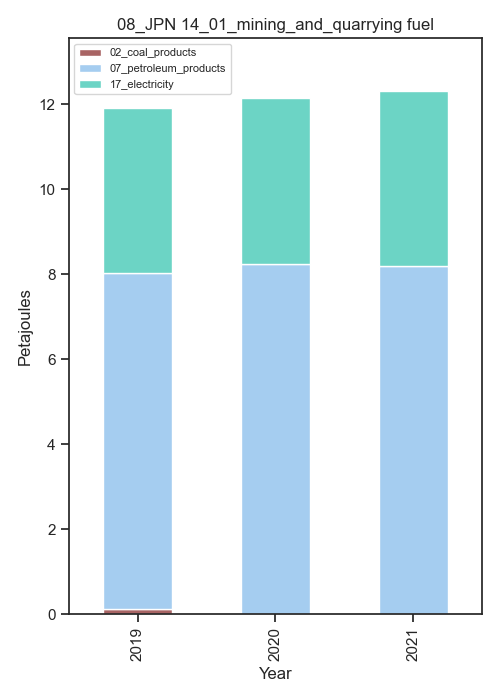 08_JPN 14_01_mining_and_quarrying fuel
02_coal_products
07_petroleum_products
17_electricity
12
10
8
6
4
2
0
Petajoules
2019
2020
2021
Year